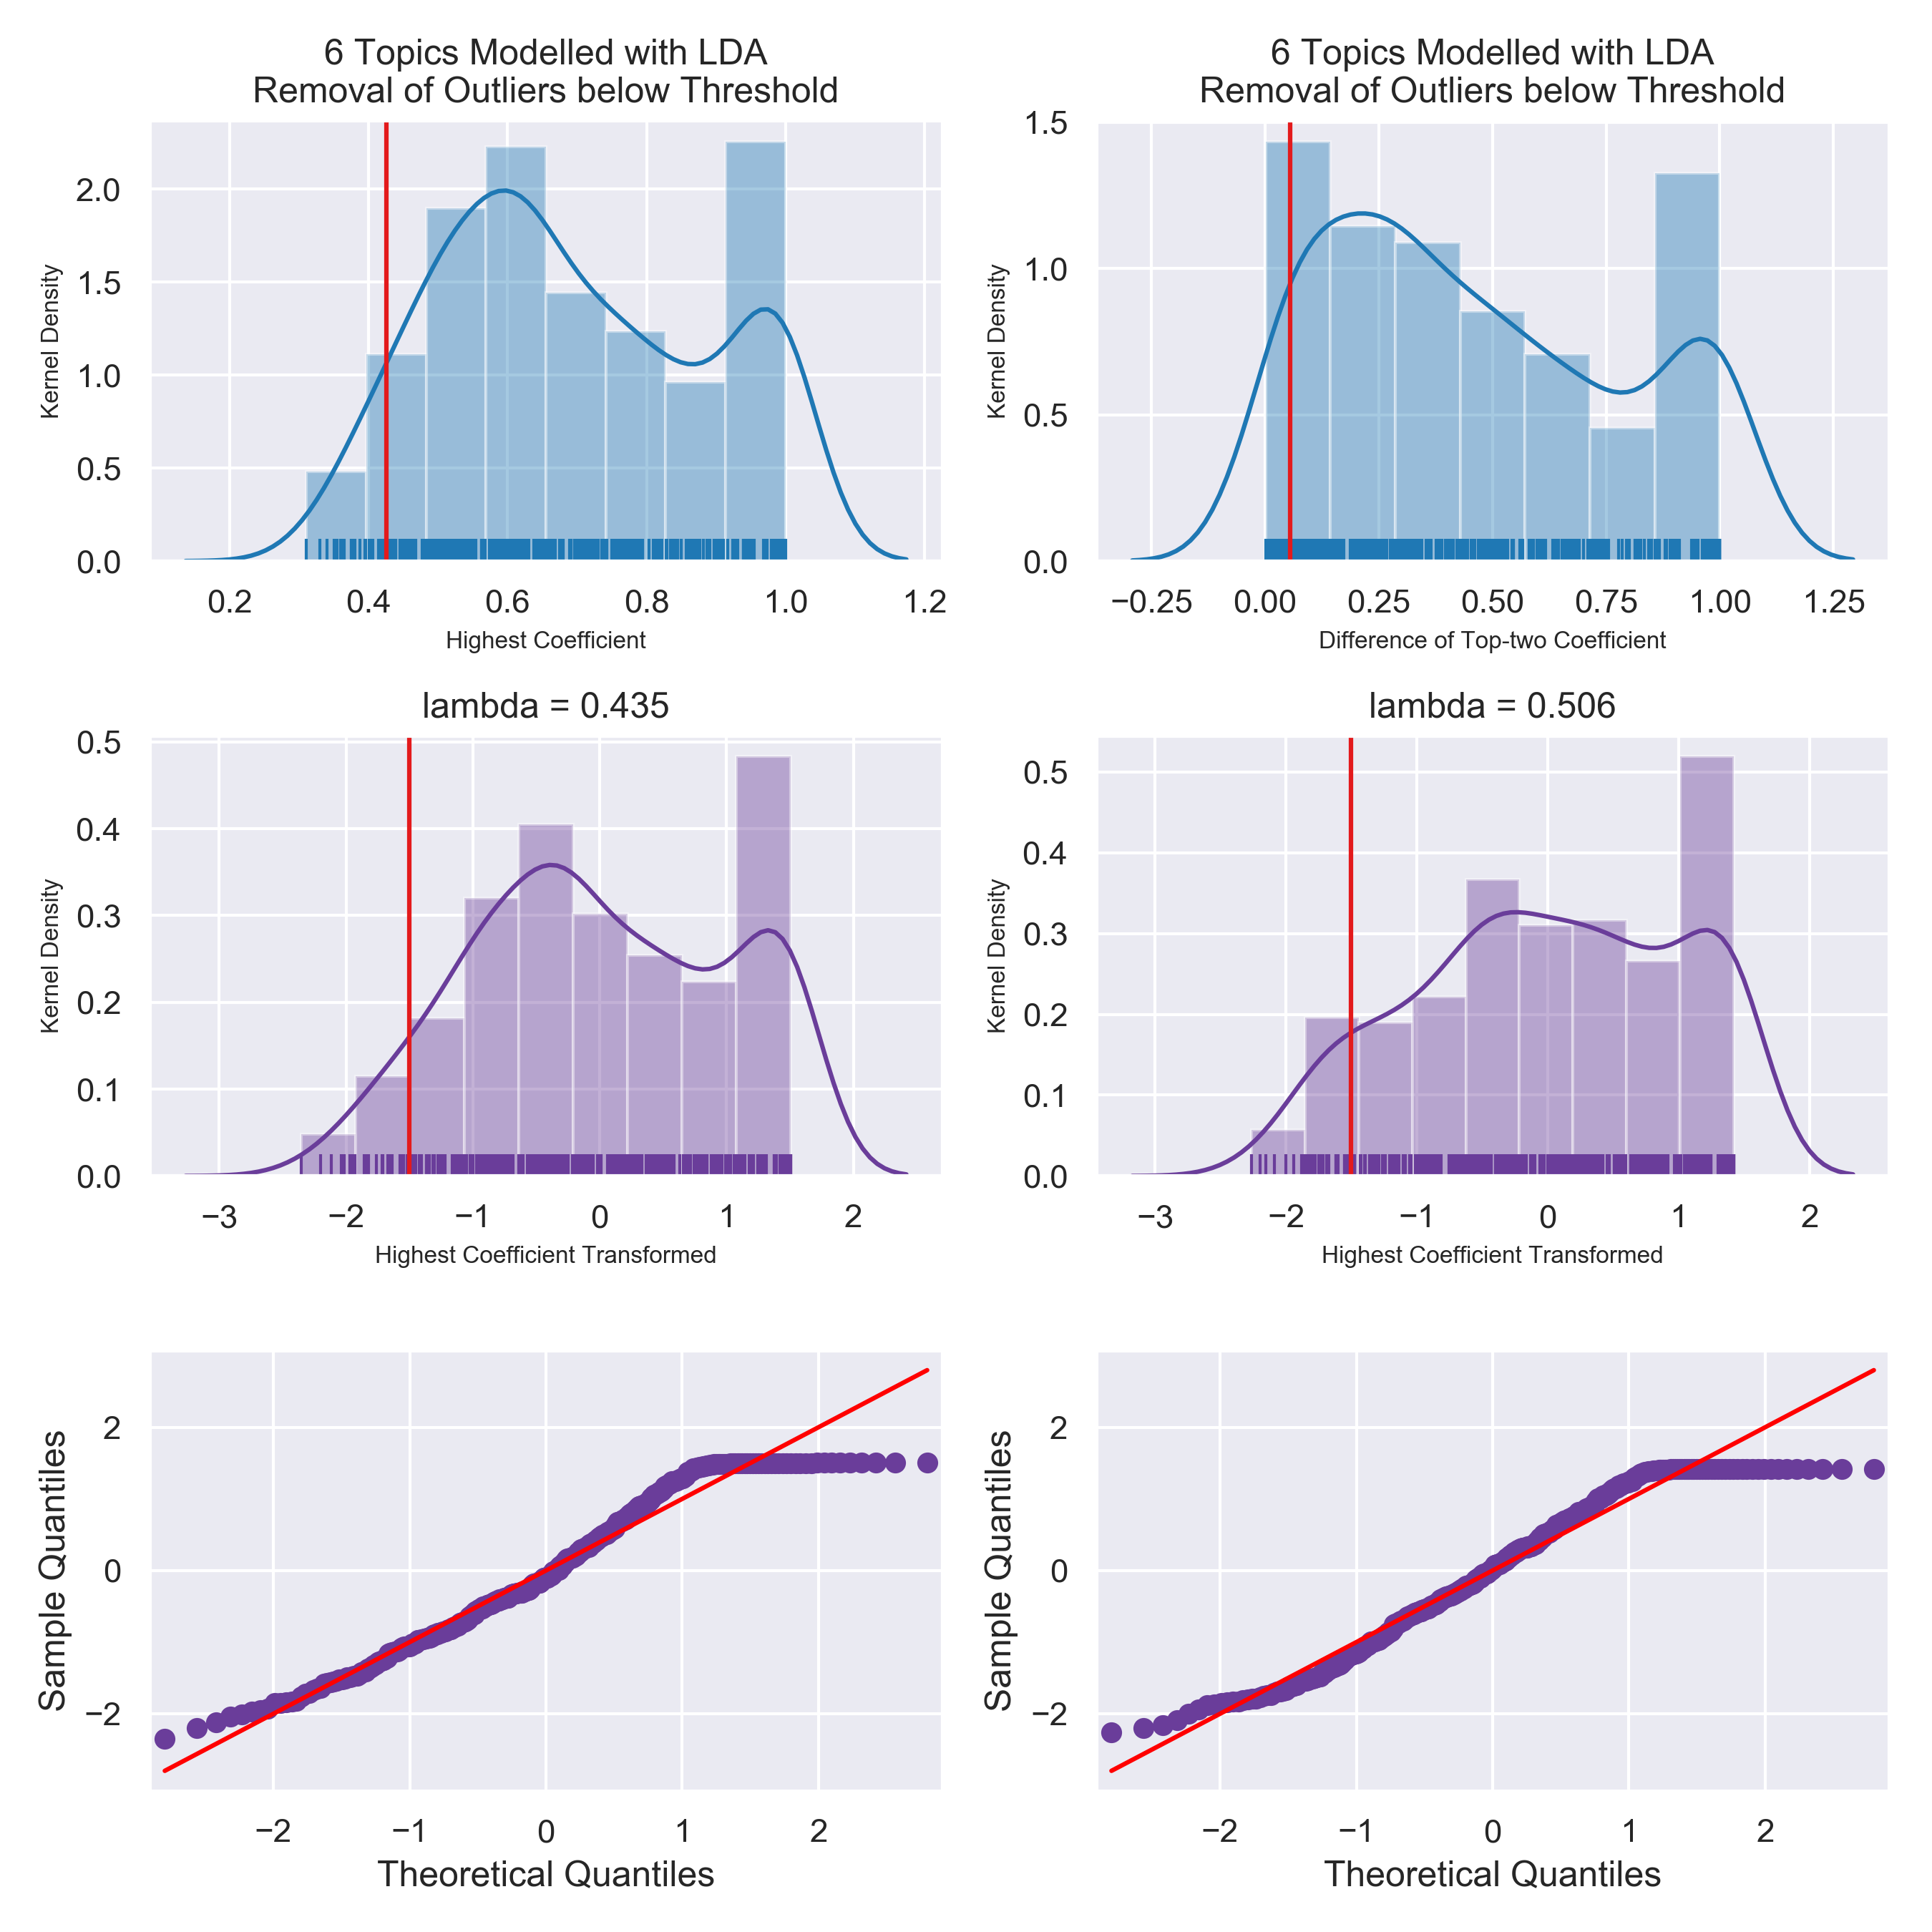 6 Topics Modelled with LDA
Removal of Outliers below Threshold
Kernel Density
2.0
1.5
1.0
0.5
0.0
0.2 0.4 0.6 0.8 1.0 1.2
Highest Coefficient
6 Topics Modelled with LDA
Removal of Outliers below Threshold
Kernel Density
1.5
1.0
0.5
0.0
−0.25 0.00 0.25 0.50 0.75 1.00 1.25
Difference of Top-two Coefficient
lambda = 0.435
Kernel Density
0.5
0.4
0.3
0.2
0.1
0.0
−3 −2 −1 0 1 2
Highest Coefficient Transformed
lambda = 0.506
Kernel Density
0.5
0.4
0.3
0.2
0.1
0.0
−3 −2 −1 0 1 2
Highest Coefficient Transformed
Sample Quantiles
2
0
−2
−2 −1 0 1 2
Theoretical Quantiles
Sample Quantiles
2
0
−2
−2 −1 0 1 2
Theoretical Quantiles